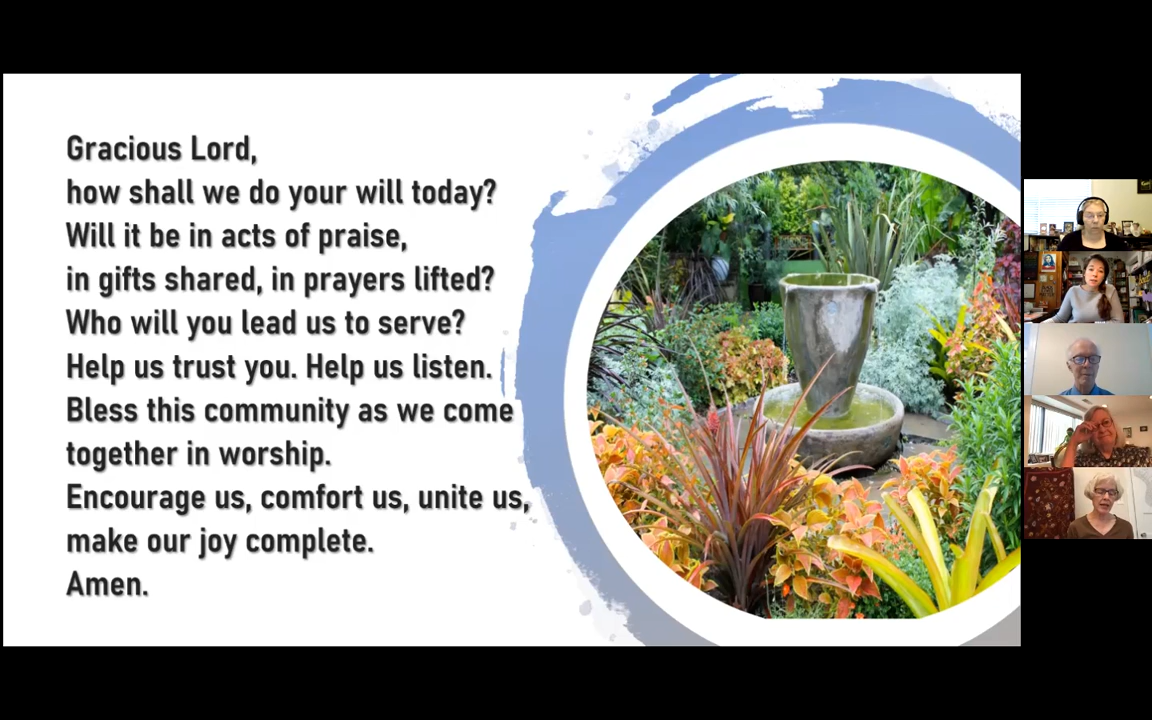 Gracious Lord,
how shall we do your will today?
Will it be in acts of praise,
in gifts shared, in prayers lifted?
Who will you lead us to serve?
Help us trust you. Help us listen.
Bless this community as we come
together in worship.
Encourage us, comfort us, unite us,
make our joy complete.
Amen.